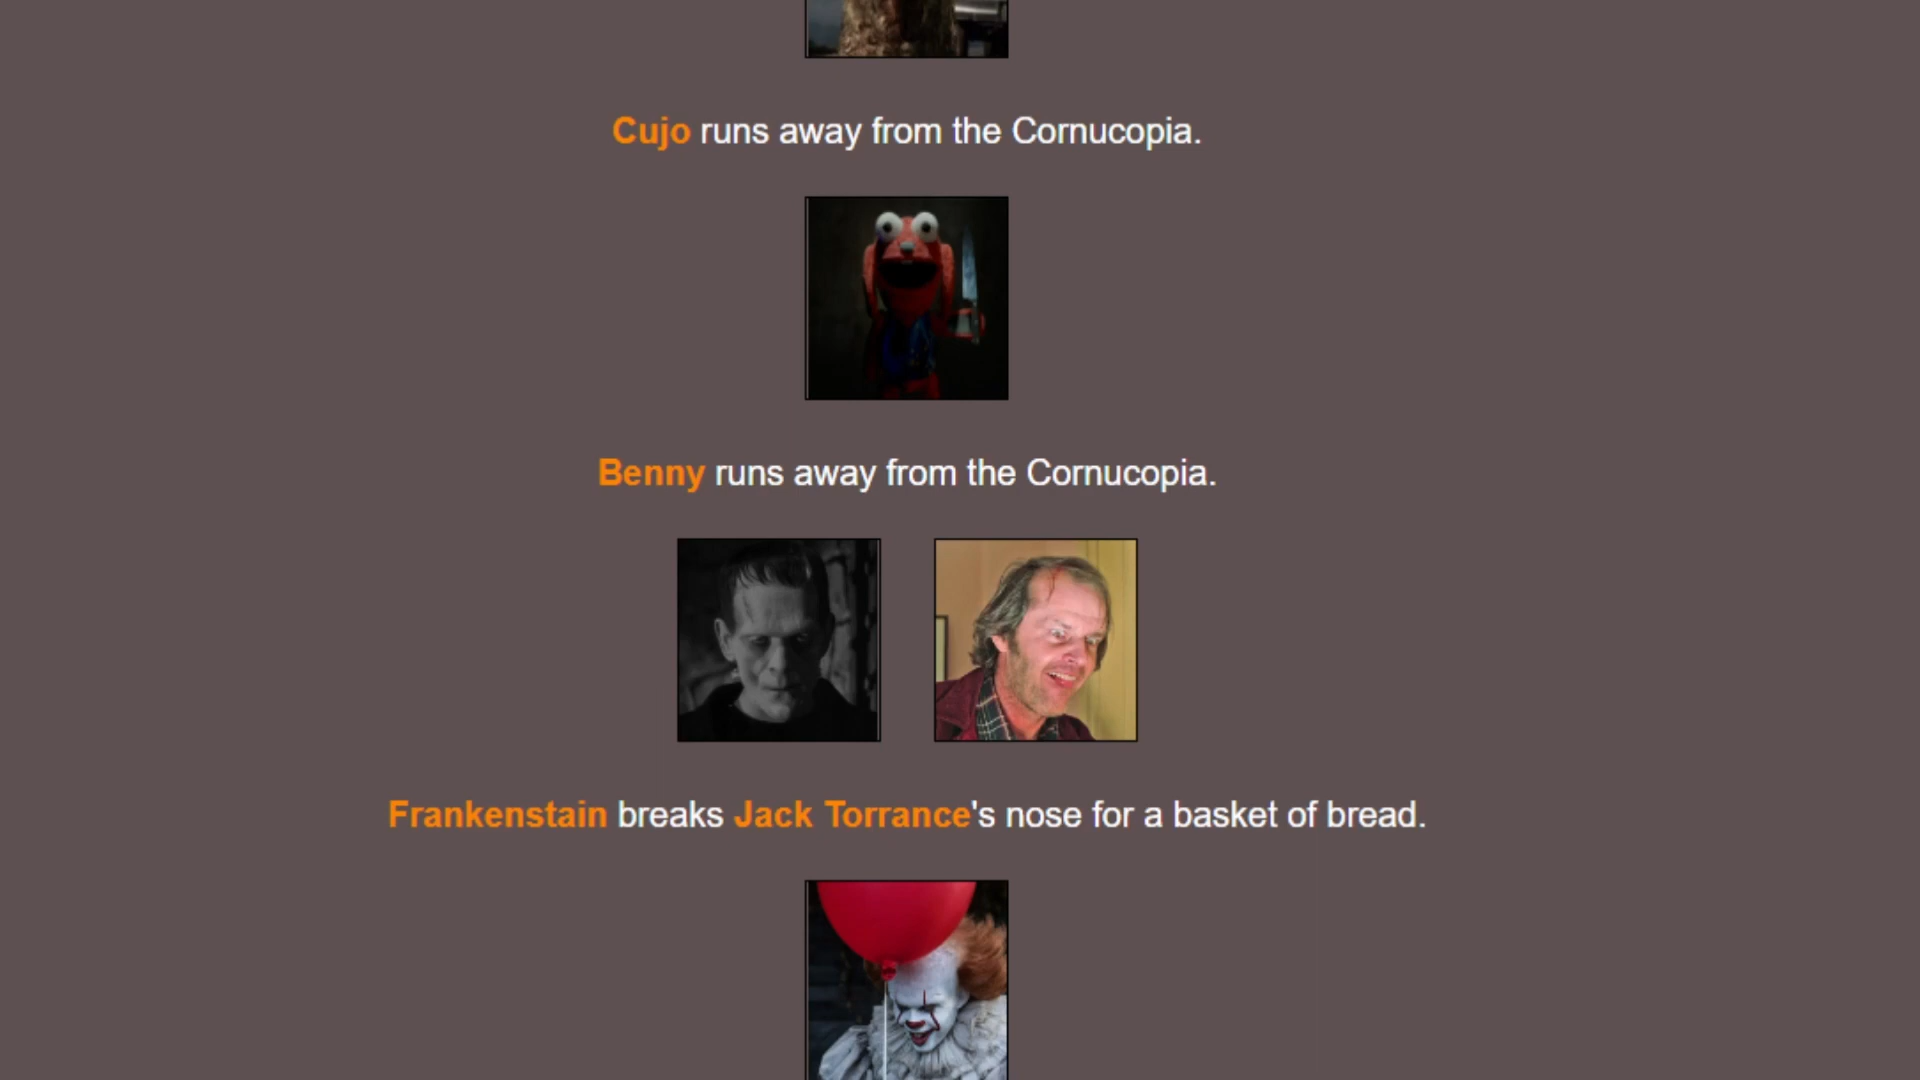 Cujo runs away from the Cornucopia.
Benny runs away from the Cornucopia.
Frankenstain breaks Jack Torrance's nose for a basket of bread.